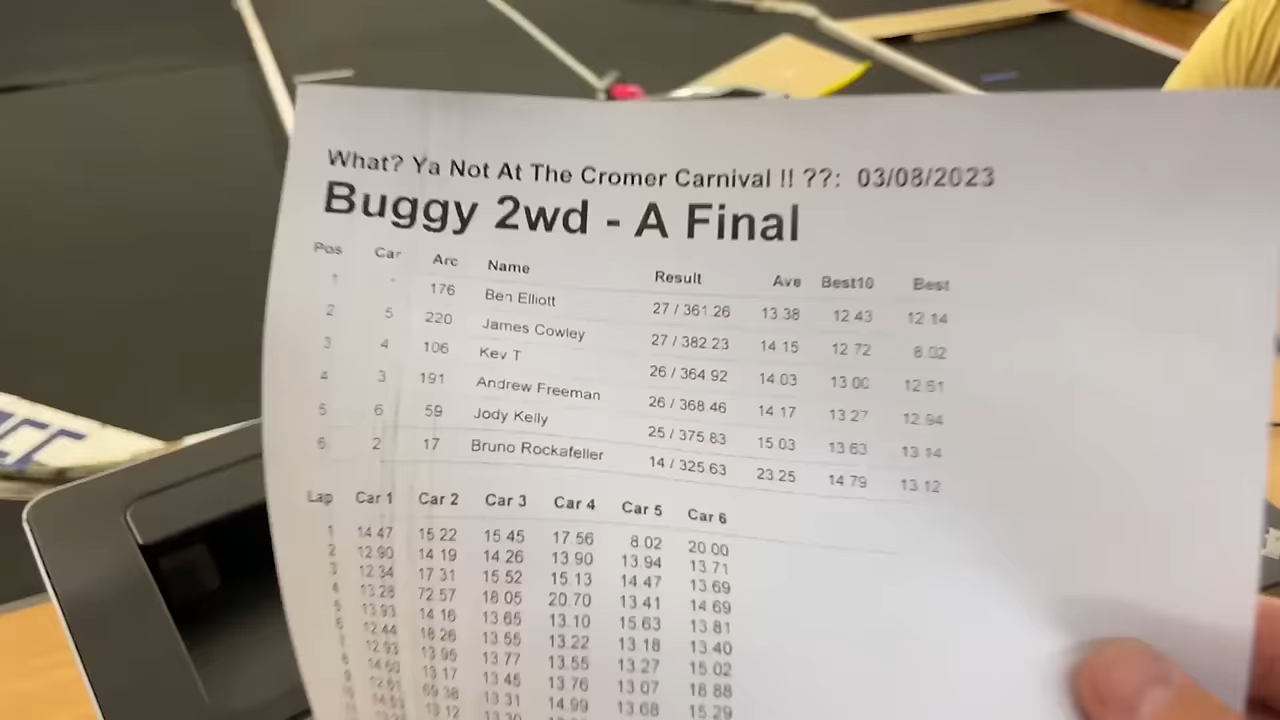 What? Ya Not At The Cromer Carnival !! ??: 03/08/2023
Buggy 2wd - A Final
Pos Car Arc Name Result Ave Best10 Best
1 176 Ben Elliott 27 / 361.26 13.38 12.43 12.14
2 5 220 James Cowley 27 / 382.23 14.15 12.72 8.02
3 4 106 Kev T 26 / 364.92 14.03 13.00
4 3 191 Andrew Freeman 26 / 368.46 14.17 13.27 12.94
5 6 59 Jody Kelly 25 / 375.83 15.03 13.63 13.14
6 2 17 Bruno Rockafeller 14 / 325.63 23.25 14.79 13.12
Lap Car 1 Car 2 Car 3 Car 4 Car 5 Car 6
1 14.47 15.22 15.45 17.56 8.02 20.00
2 12.90 14.19 14.26 13.90 13.94 13.71
3 12.34 17.31 15.52 15.13 14.47 13.69
4 13.28 72.57 18.05 20.70 13.41 14.69
5 13.93 14.16 13.65 13.10 15.63 13.81
6 12.44 13.55 13.22 13.18 13.40
7 12.93 13.95 13.77 13.55 13.27 15.02
8 13.17 13.45 13.76 13.07 18.88
9 13.31 14.99 13.68 15.29